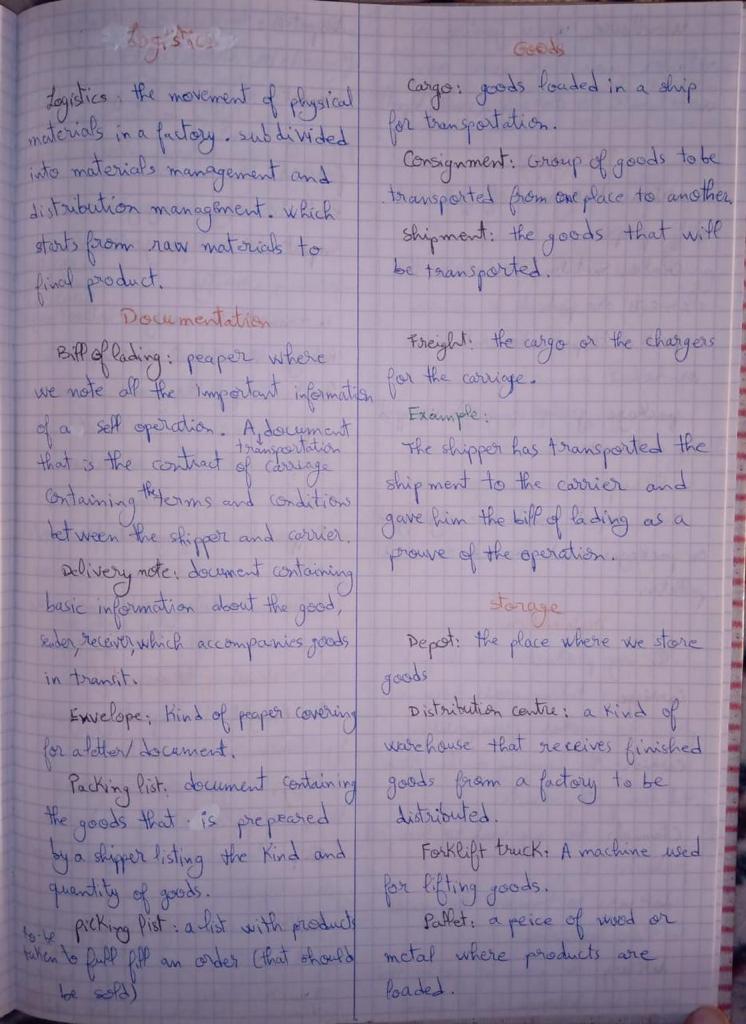 Logistics
Logistics: the movement of physical
materials in a factory. subdivided
into materials management and
distribution management. which
starts from raw materials to
final product.
Documentation
Bill of lading: peaper where
we note all the important information
of a sell operation. A document
transportation
that is the contract of carriage
containing the terms and conditions
between the shipper and carrier.
Delivery note: document containing
basic information about the good,
sender, receiver, which accompanies goods
in transit.
Envelope: Kind of peaper covering
for a letter/document.
Packing list: document containing
the goods that is prepeared
by a shipper listing the Kind and
quantity of goods.
picking list: a list with products
to be
taken to full fill an order (that should
be sold)
Goods
Cargo: goods loaded in a ship
for transportation.
Consignment: Group of goods to be
transported from one place to another.
Shipment: the goods that will
be transported.
Freight: the cargo or the chargers
for the carriage.
Example:
The shipper has transported the
shipment to the carrier and
gave him the bill of lading as a
prouve of the operation.
Storage
Depot: the place where we store
goods
Distribution centre: a Kind of
warehouse that receives finished
goods from a factory to be
distributed.
Forklift truck: A machine used
for lifting goods.
Pallet: a peice of wood or
metal where products are
loaded.